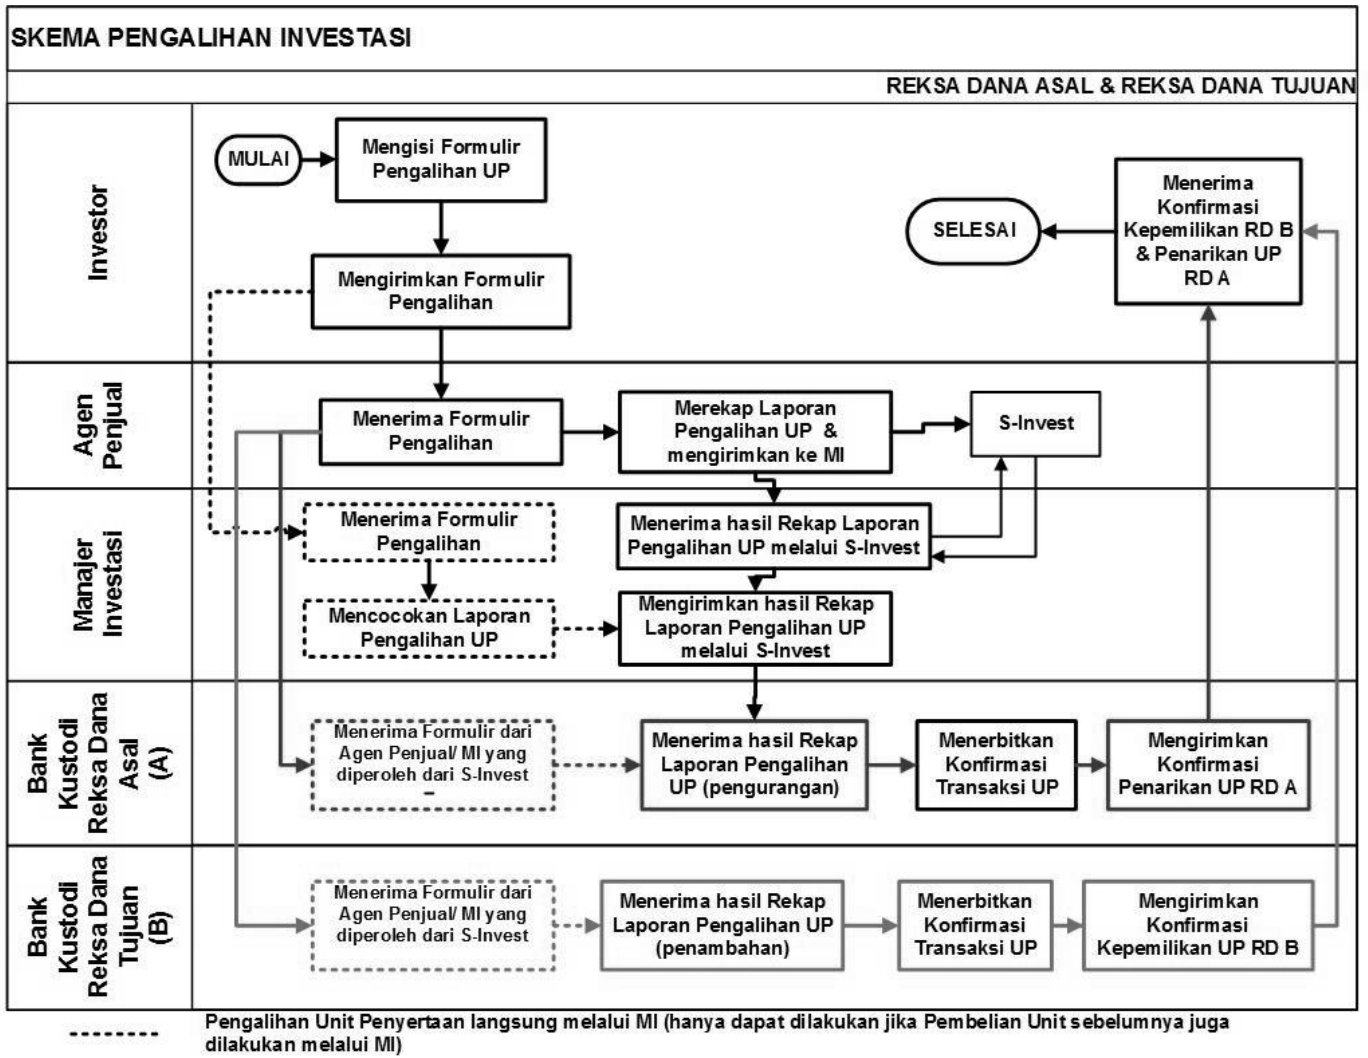 SKEMA PENGALIHAN INVESTASI
REKSA DANA ASAL & REKSA DANA TUJUAN
Investor
MULAI
Mengisi Formulir
Pengalihan UP
Mengirimkan Formulir
Pengalihan
SELESAI
Menerima
Konfirmasi
Kepemilikan RD B
& Penarikan UP
RD A
Agen
Penjual
Menerima Formulir
Pengalihan
Merekap Laporan
Pengalihan UP &
mengirimkan ke MI
S-Invest
Manajer
Investasi
Menerima Formulir
Pengalihan
Menerima hasil Rekap Laporan
Pengalihan UP melalui S-Invest
Mencocokan Laporan
Pengalihan UP
Mengirimkan hasil Rekap
Laporan Pengalihan UP
melalui S-Invest
Bank
Kustodi
Reksa Dana
Asal
(A)
Menerima Formulir dari
Agen Penjual/ MI yang
diperoleh dari S-Invest
–
Menerima hasil Rekap
Laporan Pengalihan
UP (pengurangan)
Menerbitkan
Konfirmasi
Transaksi UP
Mengirimkan
Konfirmasi
Penarikan UP RD A
Bank
Kustodi
Reksa Dana
Tujuan
(B)
Menerima Formulir dari
Agen Penjual/ MI yang
diperoleh dari S-Invest
Menerima hasil Rekap
Laporan Pengalihan UP
(penambahan)
Menerbitkan
Konfirmasi
Transaksi UP
Mengirimkan
Konfirmasi
Kepemilikan UP RD B
Pengalihan Unit Penyertaan langsung melalui MI (hanya dapat dilakukan jika Pembelian Unit sebelumnya juga
dilakukan melalui MI)